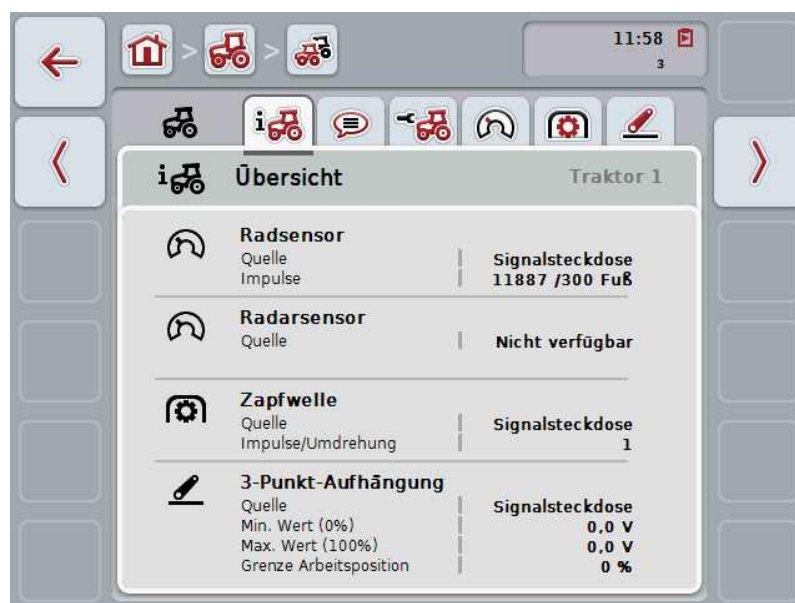 11:58
3
Übersicht Traktor 1
Radsensor
Quelle Signalsteckdose
Impulse 11887 /300 Fuß
Radarsensor
Quelle Nicht verfügbar
Zapfwelle
Quelle Signalsteckdose
Impulse/Umdrehung 1
3-Punkt-Aufhängung
Quelle Signalsteckdose
Min. Wert (0%) 0,0 V
Max. Wert (100%) 0,0 V
Grenze Arbeitsposition 0 %